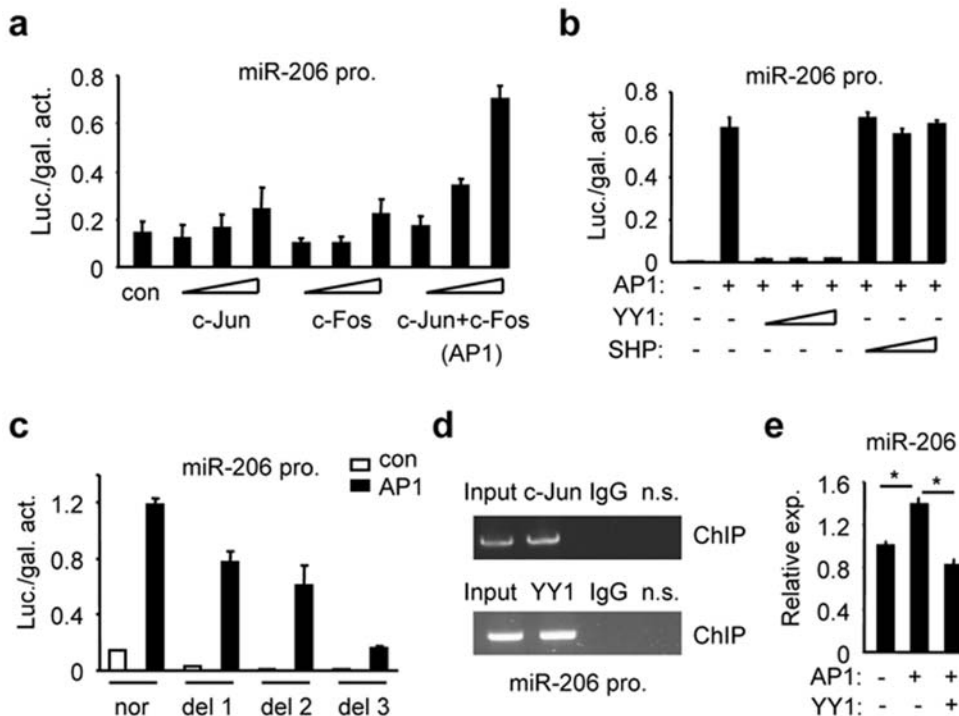 a
miR-206 pro.
Luc./gal. act.
0.8
0.6
0.4
0.2
0
con
c-Jun
c-Fos
c-Jun+c-Fos
(AP1)
b
miR-206 pro.
Luc./gal. act.
0.8
0.6
0.4
0.2
0
AP1: - + + + + + + +
YY1: - - - - -
SHP: - - - - -
c
miR-206 pro.
con
AP1
Luc./gal. act.
1.2
0.8
0.4
0
nor del 1 del 2 del 3
d
Input c-Jun IgG n.s.
ChIP
Input YY1 IgG n.s.
ChIP
miR-206 pro.
e
miR-206
Relative exp.
1.6
1.2
0.8
0.4
0
* *
AP1: - + +
YY1: - - +